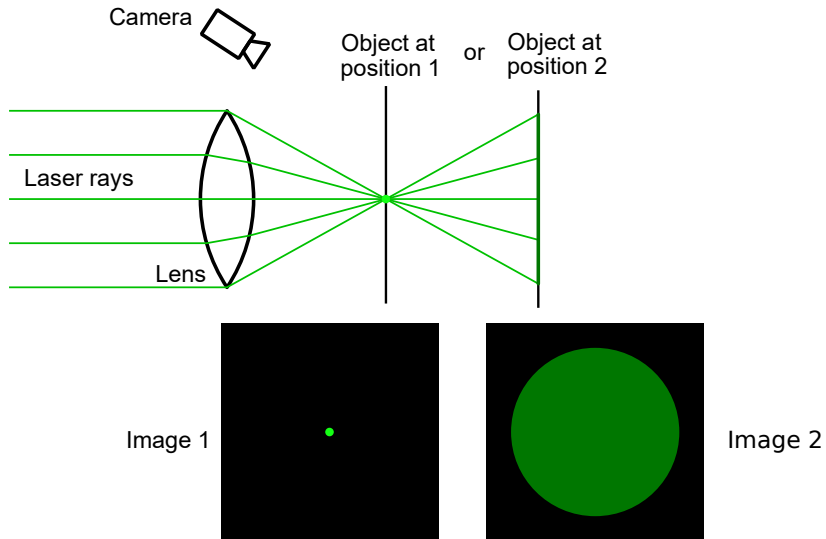 Camera
Object at
position 1
or
Object at
position 2
Laser rays
Lens
Image 1
Image 2